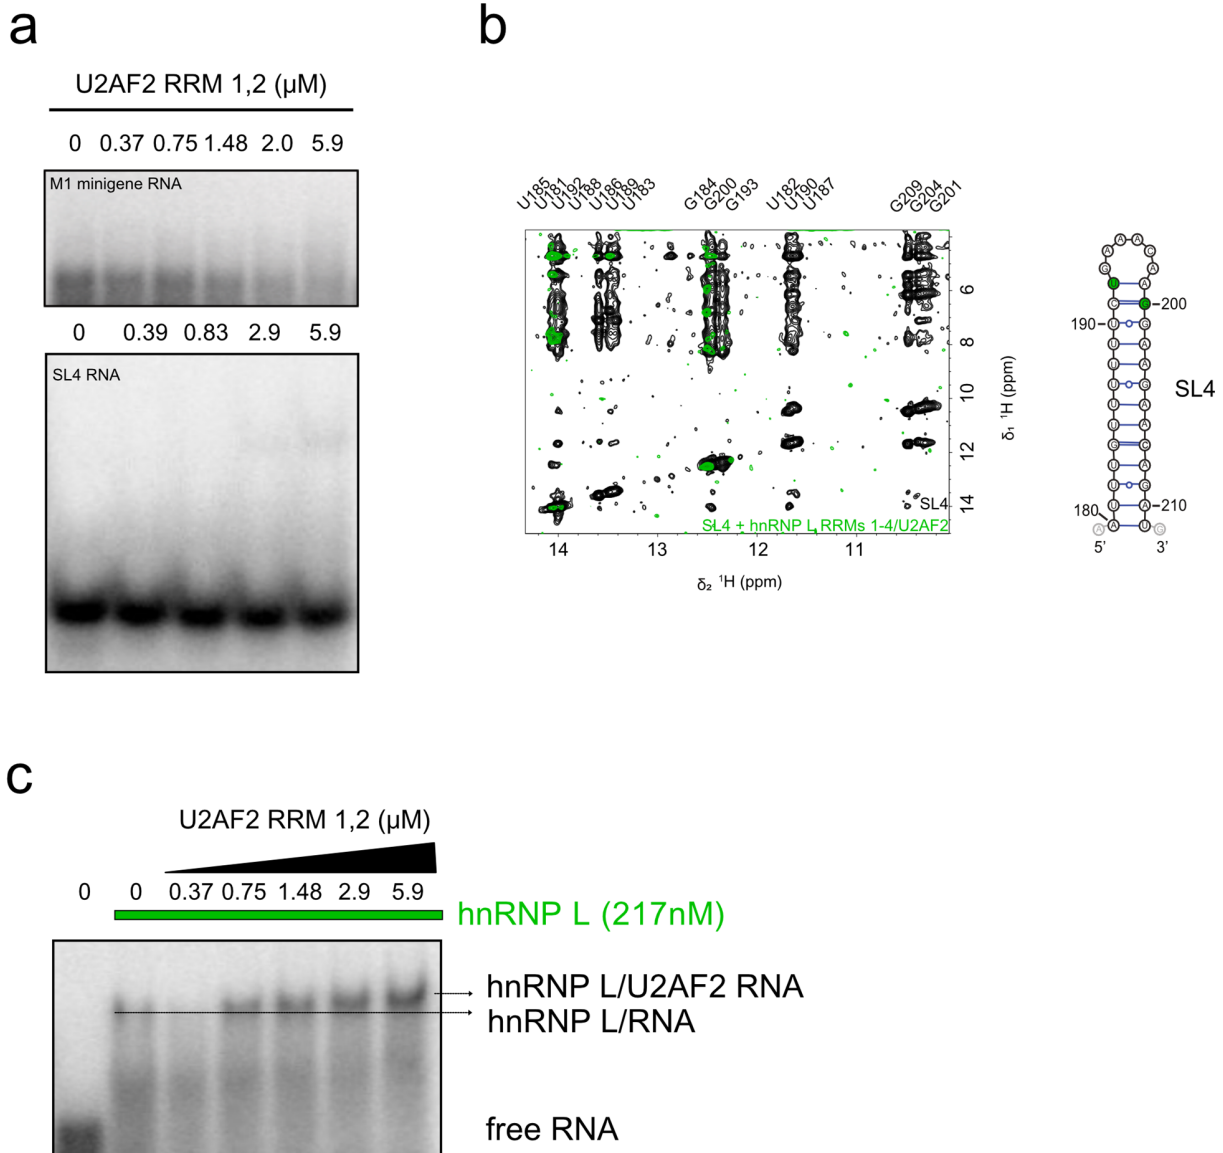 a
U2AF2 RRM 1,2 (µM)
0 0.37 0.75 1.48 2.0 5.9
M1 minigene RNA
0 0.39 0.83 2.9 5.9
SL4 RNA
b
U185 U181 U192 U188 U186 U189 U183 G184 G200 G193 U182 U190 U187 G209 G204 G201
6
8
10
12
14
δ₁ ¹H (ppm)
SL4
SL4 + hnRNP L RRMs 1-4/U2AF2
14 13 12 11
δ₂ ¹H (ppm)
A A C A
A A
G A
U A
C G 200
190 U G
U A
U A
U G
U A
U A
G C
U A
U G
U A 210
180 A A U G
5' 3'
SL4
c
U2AF2 RRM 1,2 (µM)
0 0 0.37 0.75 1.48 2.9 5.9
hnRNP L (217nM)
hnRNP L/U2AF2 RNA
hnRNP L/RNA
free RNA